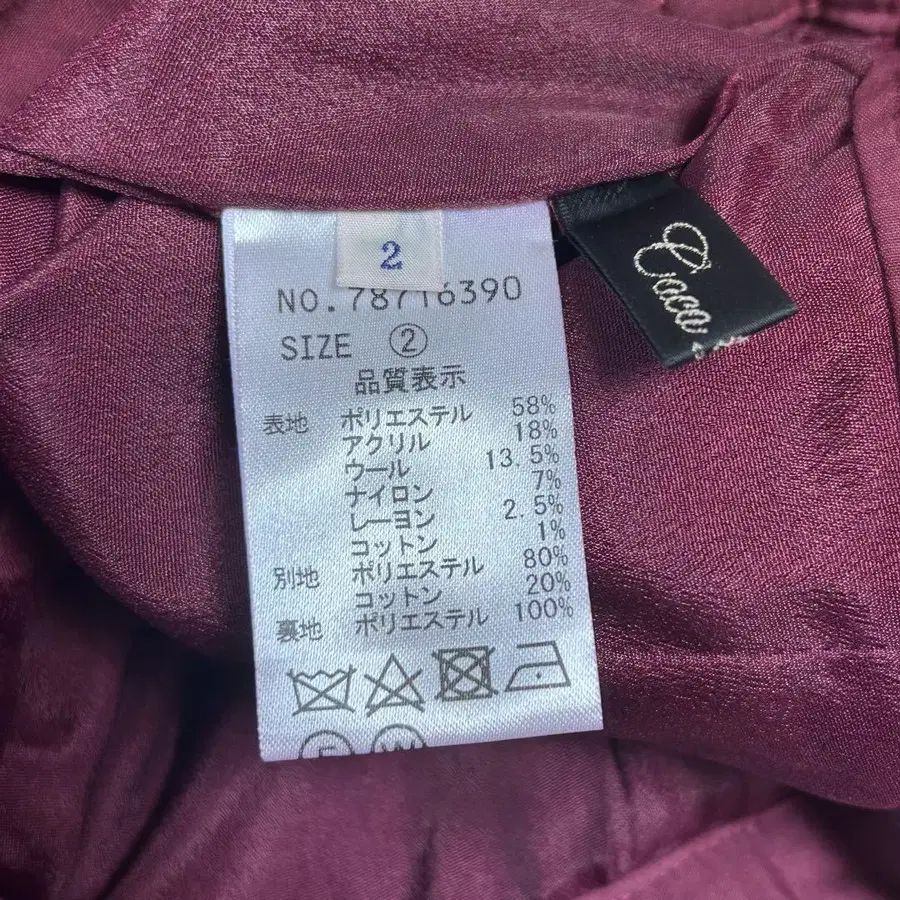 2
Coca
NO.78716390
SIZE ②
品質表示
表地 ポリエステル 58%
アクリル 18%
ウール 13.5%
ナイロン 7%
レーヨン 2.5%
コットン 1%
別地 ポリエステル 80%
コットン 20%
裏地 ポリエステル 100%